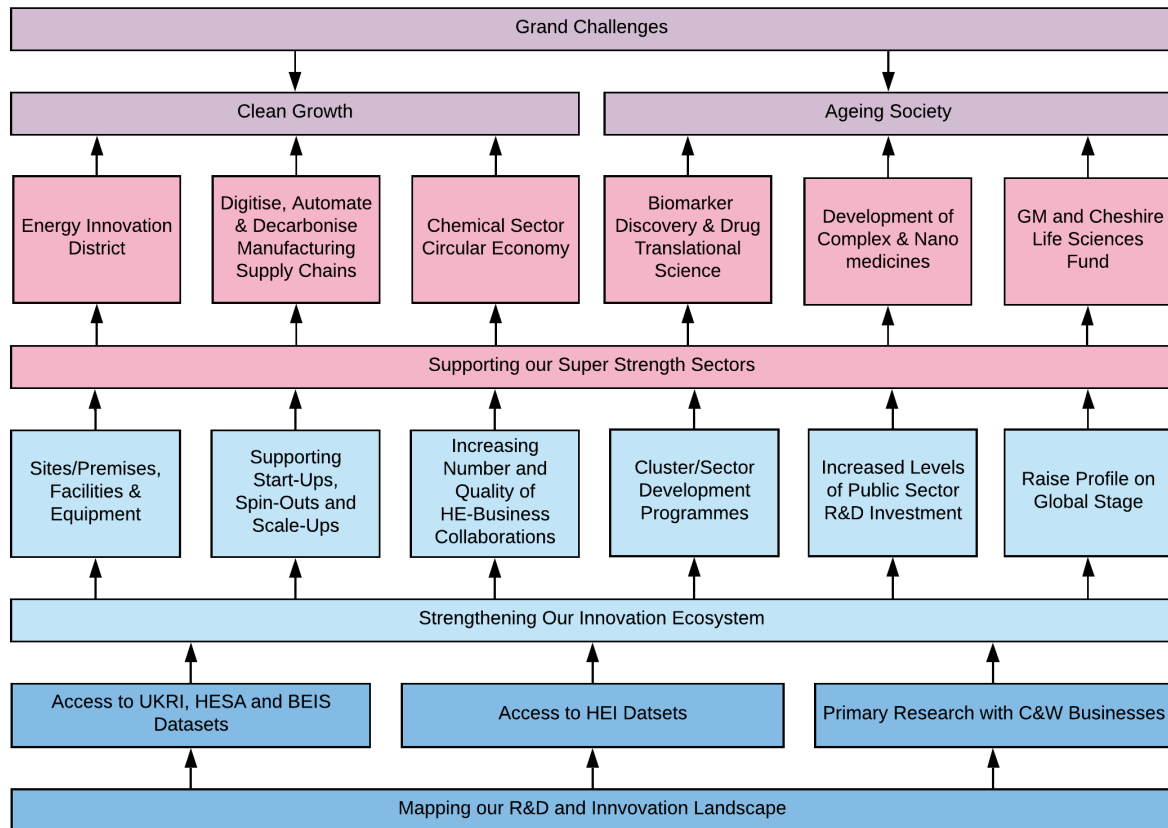 Grand Challenges
Clean Growth
Ageing Society
Energy Innovation
District
Digitise, Automate
& Decarbonise
Manufacturing
Supply Chains
Chemical Sector
Circular Economy
Biomarker
Discovery & Drug
Translational
Science
Development of
Complex & Nano
medicines
GM and Cheshire
Life Sciences
Fund
Supporting our Super Strength Sectors
Sites/Premises,
Facilities &
Equipment
Supporting
Start-Ups,
Spin-Outs and
Scale-Ups
Increasing
Number and
Quality of
HE-Business
Collaborations
Cluster/Sector
Development
Programmes
Increased Levels
of Public Sector
R&D Investment
Raise Profile on
Global Stage
Strengthening Our Innovation Ecosystem
Access to UKRI, HESA and BEIS
Datasets
Access to HEI Datsets
Primary Research with C&W Businesses
Mapping our R&D and Innvovation Landscape